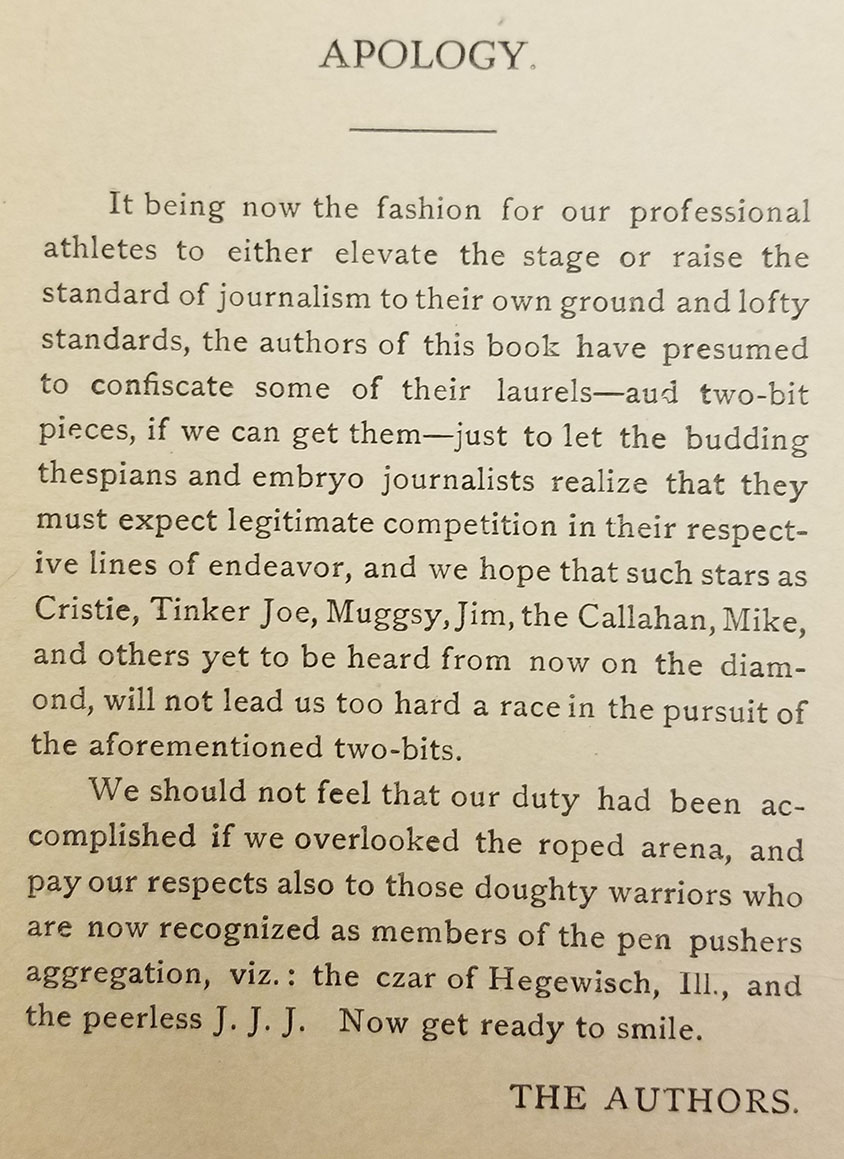 APOLOGY.
It being now the fashion for our professional
athletes to either elevate the stage or raise the
standard of journalism to their own ground and lofty
standards, the authors of this book have presumed
to confiscate some of their laurels—aud two-bit
pieces, if we can get them—just to let the budding
thespians and embryo journalists realize that they
must expect legitimate competition in their respect-
ive lines of endeavor, and we hope that such stars as
Cristie, Tinker Joe, Muggsy, Jim, the Callahan, Mike,
and others yet to be heard from now on the diam-
ond, will not lead us too hard a race in the pursuit of
the aforementioned two-bits.
We should not feel that our duty had been ac-
complished if we overlooked the roped arena, and
pay our respects also to those doughty warriors who
are now recognized as members of the pen pushers
aggregation, viz.: the czar of Hegewisch, Ill., and
the peerless J. J. J. Now get ready to smile.
THE AUTHORS.